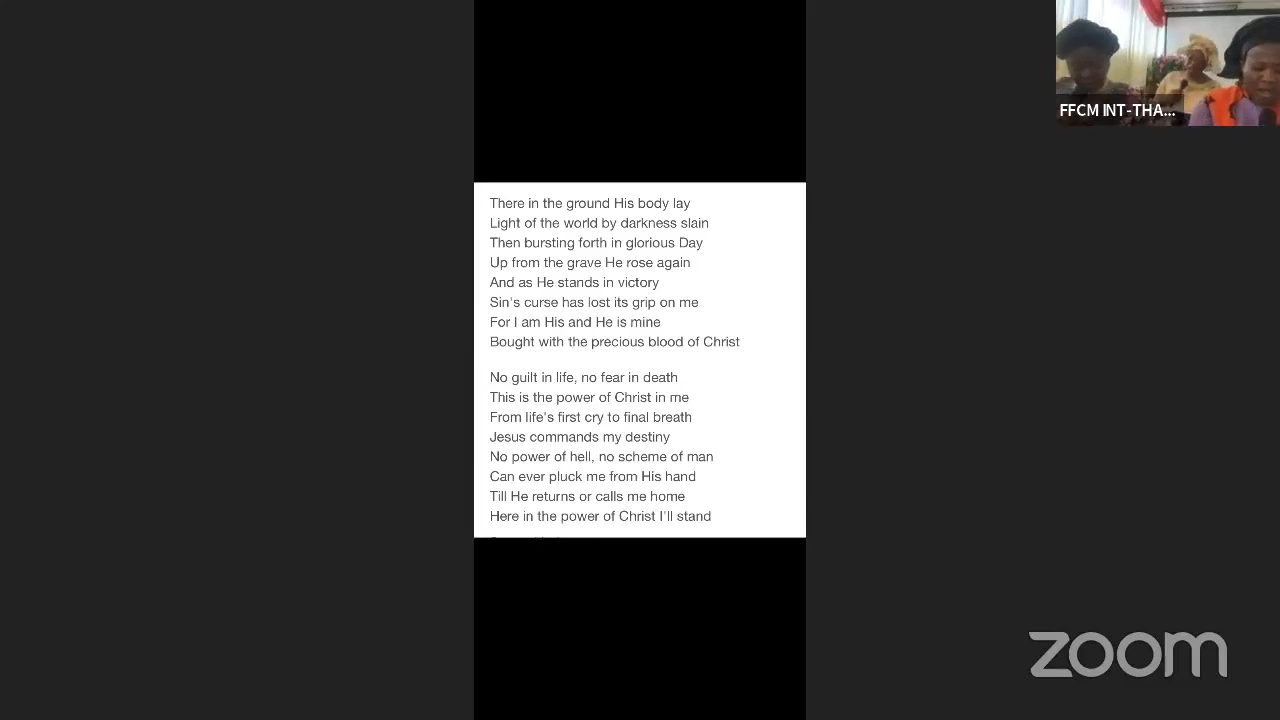 FFCM INT-THA...
There in the ground His body lay
Light of the world by darkness slain
Then bursting forth in glorious Day
Up from the grave He rose again
And as He stands in victory
Sin's curse has lost its grip on me
For I am His and He is mine
Bought with the precious blood of Christ
No guilt in life, no fear in death
This is the power of Christ in me
From life's first cry to final breath
Jesus commands my destiny
No power of hell, no scheme of man
Can ever pluck me from His hand
Till He returns or calls me home
Here in the power of Christ I'll stand
zoom